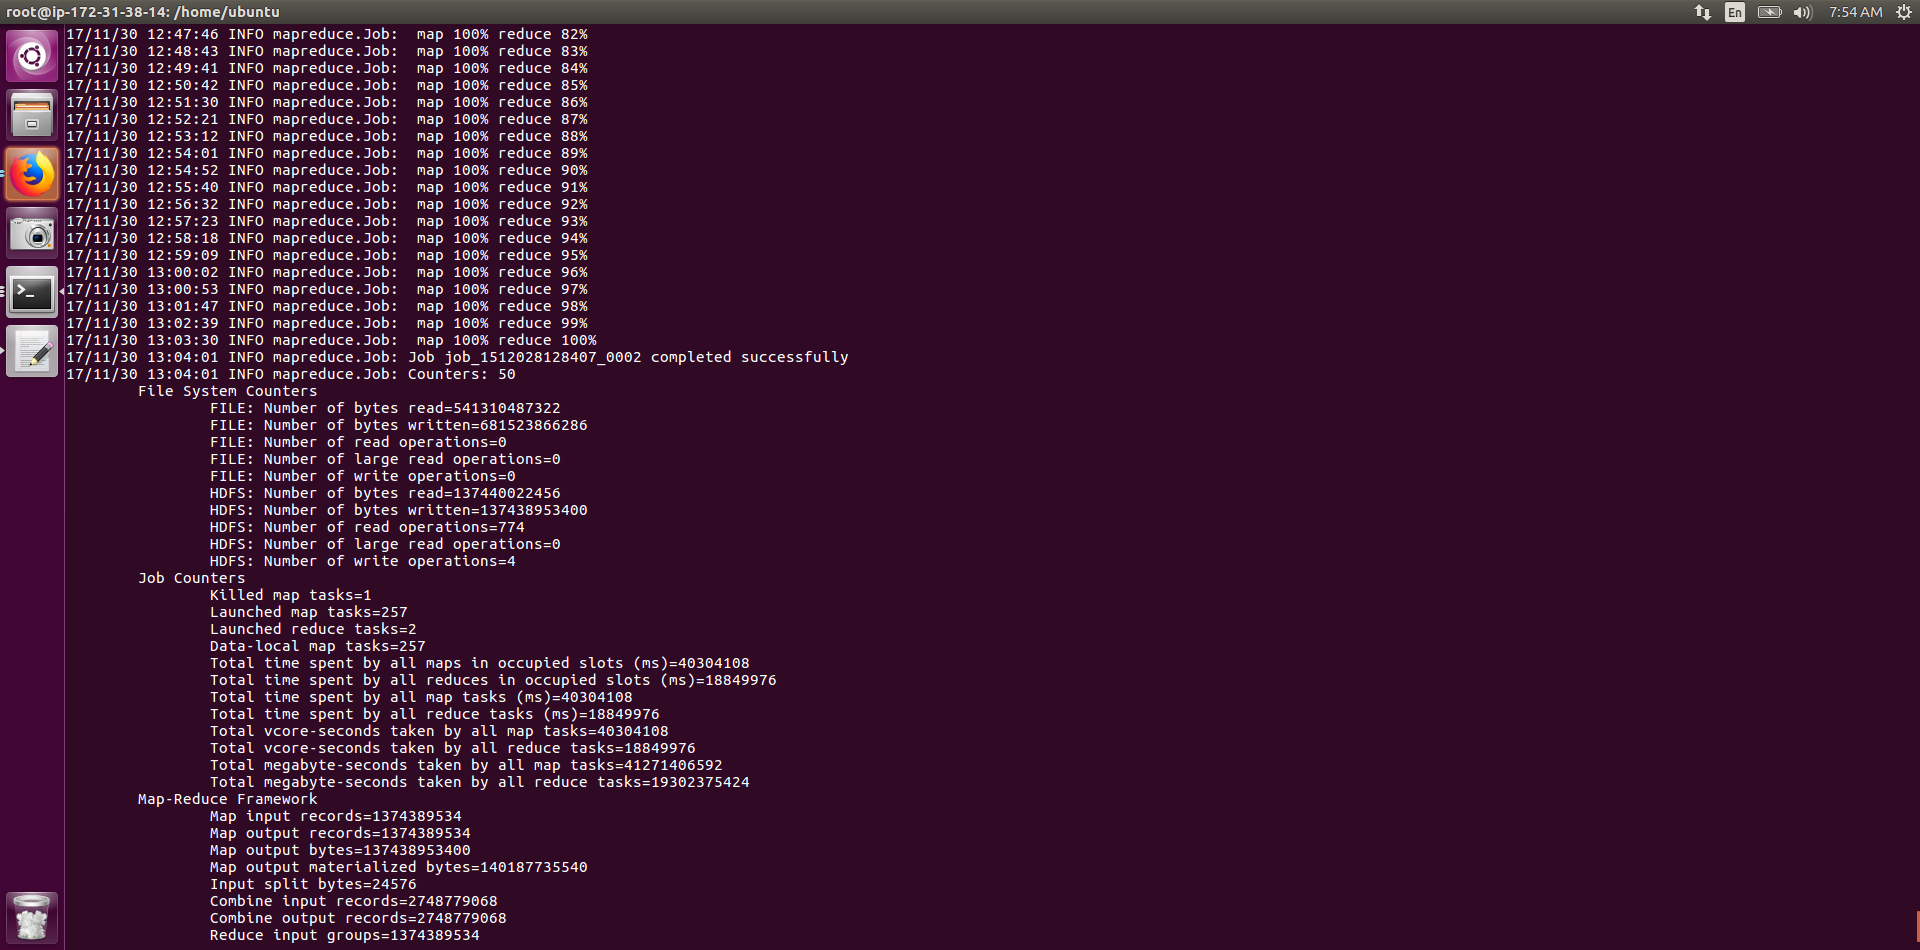 root@ip-172-31-38-14: /home/ubuntu
En
7:54 AM
17/11/30 12:47:46 INFO mapreduce.Job:  map 100% reduce 82%
17/11/30 12:48:43 INFO mapreduce.Job:  map 100% reduce 83%
17/11/30 12:49:41 INFO mapreduce.Job:  map 100% reduce 84%
17/11/30 12:50:42 INFO mapreduce.Job:  map 100% reduce 85%
17/11/30 12:51:30 INFO mapreduce.Job:  map 100% reduce 86%
17/11/30 12:52:21 INFO mapreduce.Job:  map 100% reduce 87%
17/11/30 12:53:12 INFO mapreduce.Job:  map 100% reduce 88%
17/11/30 12:54:01 INFO mapreduce.Job:  map 100% reduce 89%
17/11/30 12:54:52 INFO mapreduce.Job:  map 100% reduce 90%
17/11/30 12:55:40 INFO mapreduce.Job:  map 100% reduce 91%
17/11/30 12:56:32 INFO mapreduce.Job:  map 100% reduce 92%
17/11/30 12:57:23 INFO mapreduce.Job:  map 100% reduce 93%
17/11/30 12:58:18 INFO mapreduce.Job:  map 100% reduce 94%
17/11/30 12:59:09 INFO mapreduce.Job:  map 100% reduce 95%
17/11/30 13:00:02 INFO mapreduce.Job:  map 100% reduce 96%
17/11/30 13:00:53 INFO mapreduce.Job:  map 100% reduce 97%
17/11/30 13:01:47 INFO mapreduce.Job:  map 100% reduce 98%
17/11/30 13:02:39 INFO mapreduce.Job:  map 100% reduce 99%
17/11/30 13:03:30 INFO mapreduce.Job:  map 100% reduce 100%
17/11/30 13:04:01 INFO mapreduce.Job: Job job_1512028128407_0002 completed successfully
17/11/30 13:04:01 INFO mapreduce.Job: Counters: 50
File System Counters
FILE: Number of bytes read=541310487322
FILE: Number of bytes written=681523866286
FILE: Number of read operations=0
FILE: Number of large read operations=0
FILE: Number of write operations=0
HDFS: Number of bytes read=137440022456
HDFS: Number of bytes written=137438953400
HDFS: Number of read operations=774
HDFS: Number of large read operations=0
HDFS: Number of write operations=4
Job Counters
Killed map tasks=1
Launched map tasks=257
Launched reduce tasks=2
Data-local map tasks=257
Total time spent by all maps in occupied slots (ms)=40304108
Total time spent by all reduces in occupied slots (ms)=18849976
Total time spent by all map tasks (ms)=40304108
Total time spent by all reduce tasks (ms)=18849976
Total vcore-seconds taken by all map tasks=40304108
Total vcore-seconds taken by all reduce tasks=18849976
Total megabyte-seconds taken by all map tasks=41271406592
Total megabyte-seconds taken by all reduce tasks=19302375424
Map-Reduce Framework
Map input records=1374389534
Map output records=1374389534
Map output bytes=137438953400
Map output materialized bytes=140187735540
Input split bytes=24576
Combine input records=2748779068
Combine output records=2748779068
Reduce input groups=1374389534